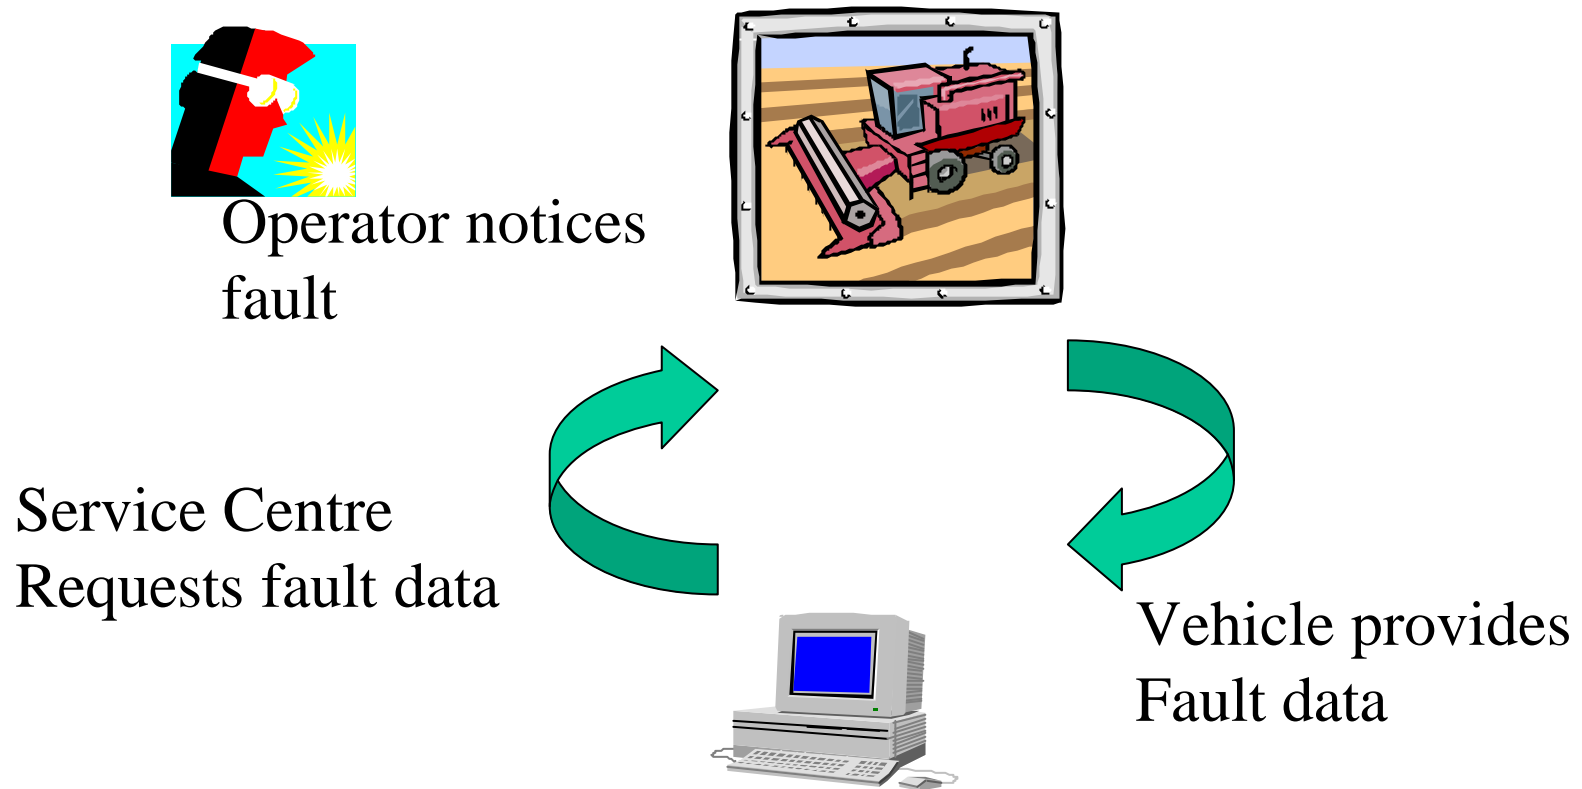 Operator notices
fault
Service Centre
Requests fault data
Vehicle provides
Fault data